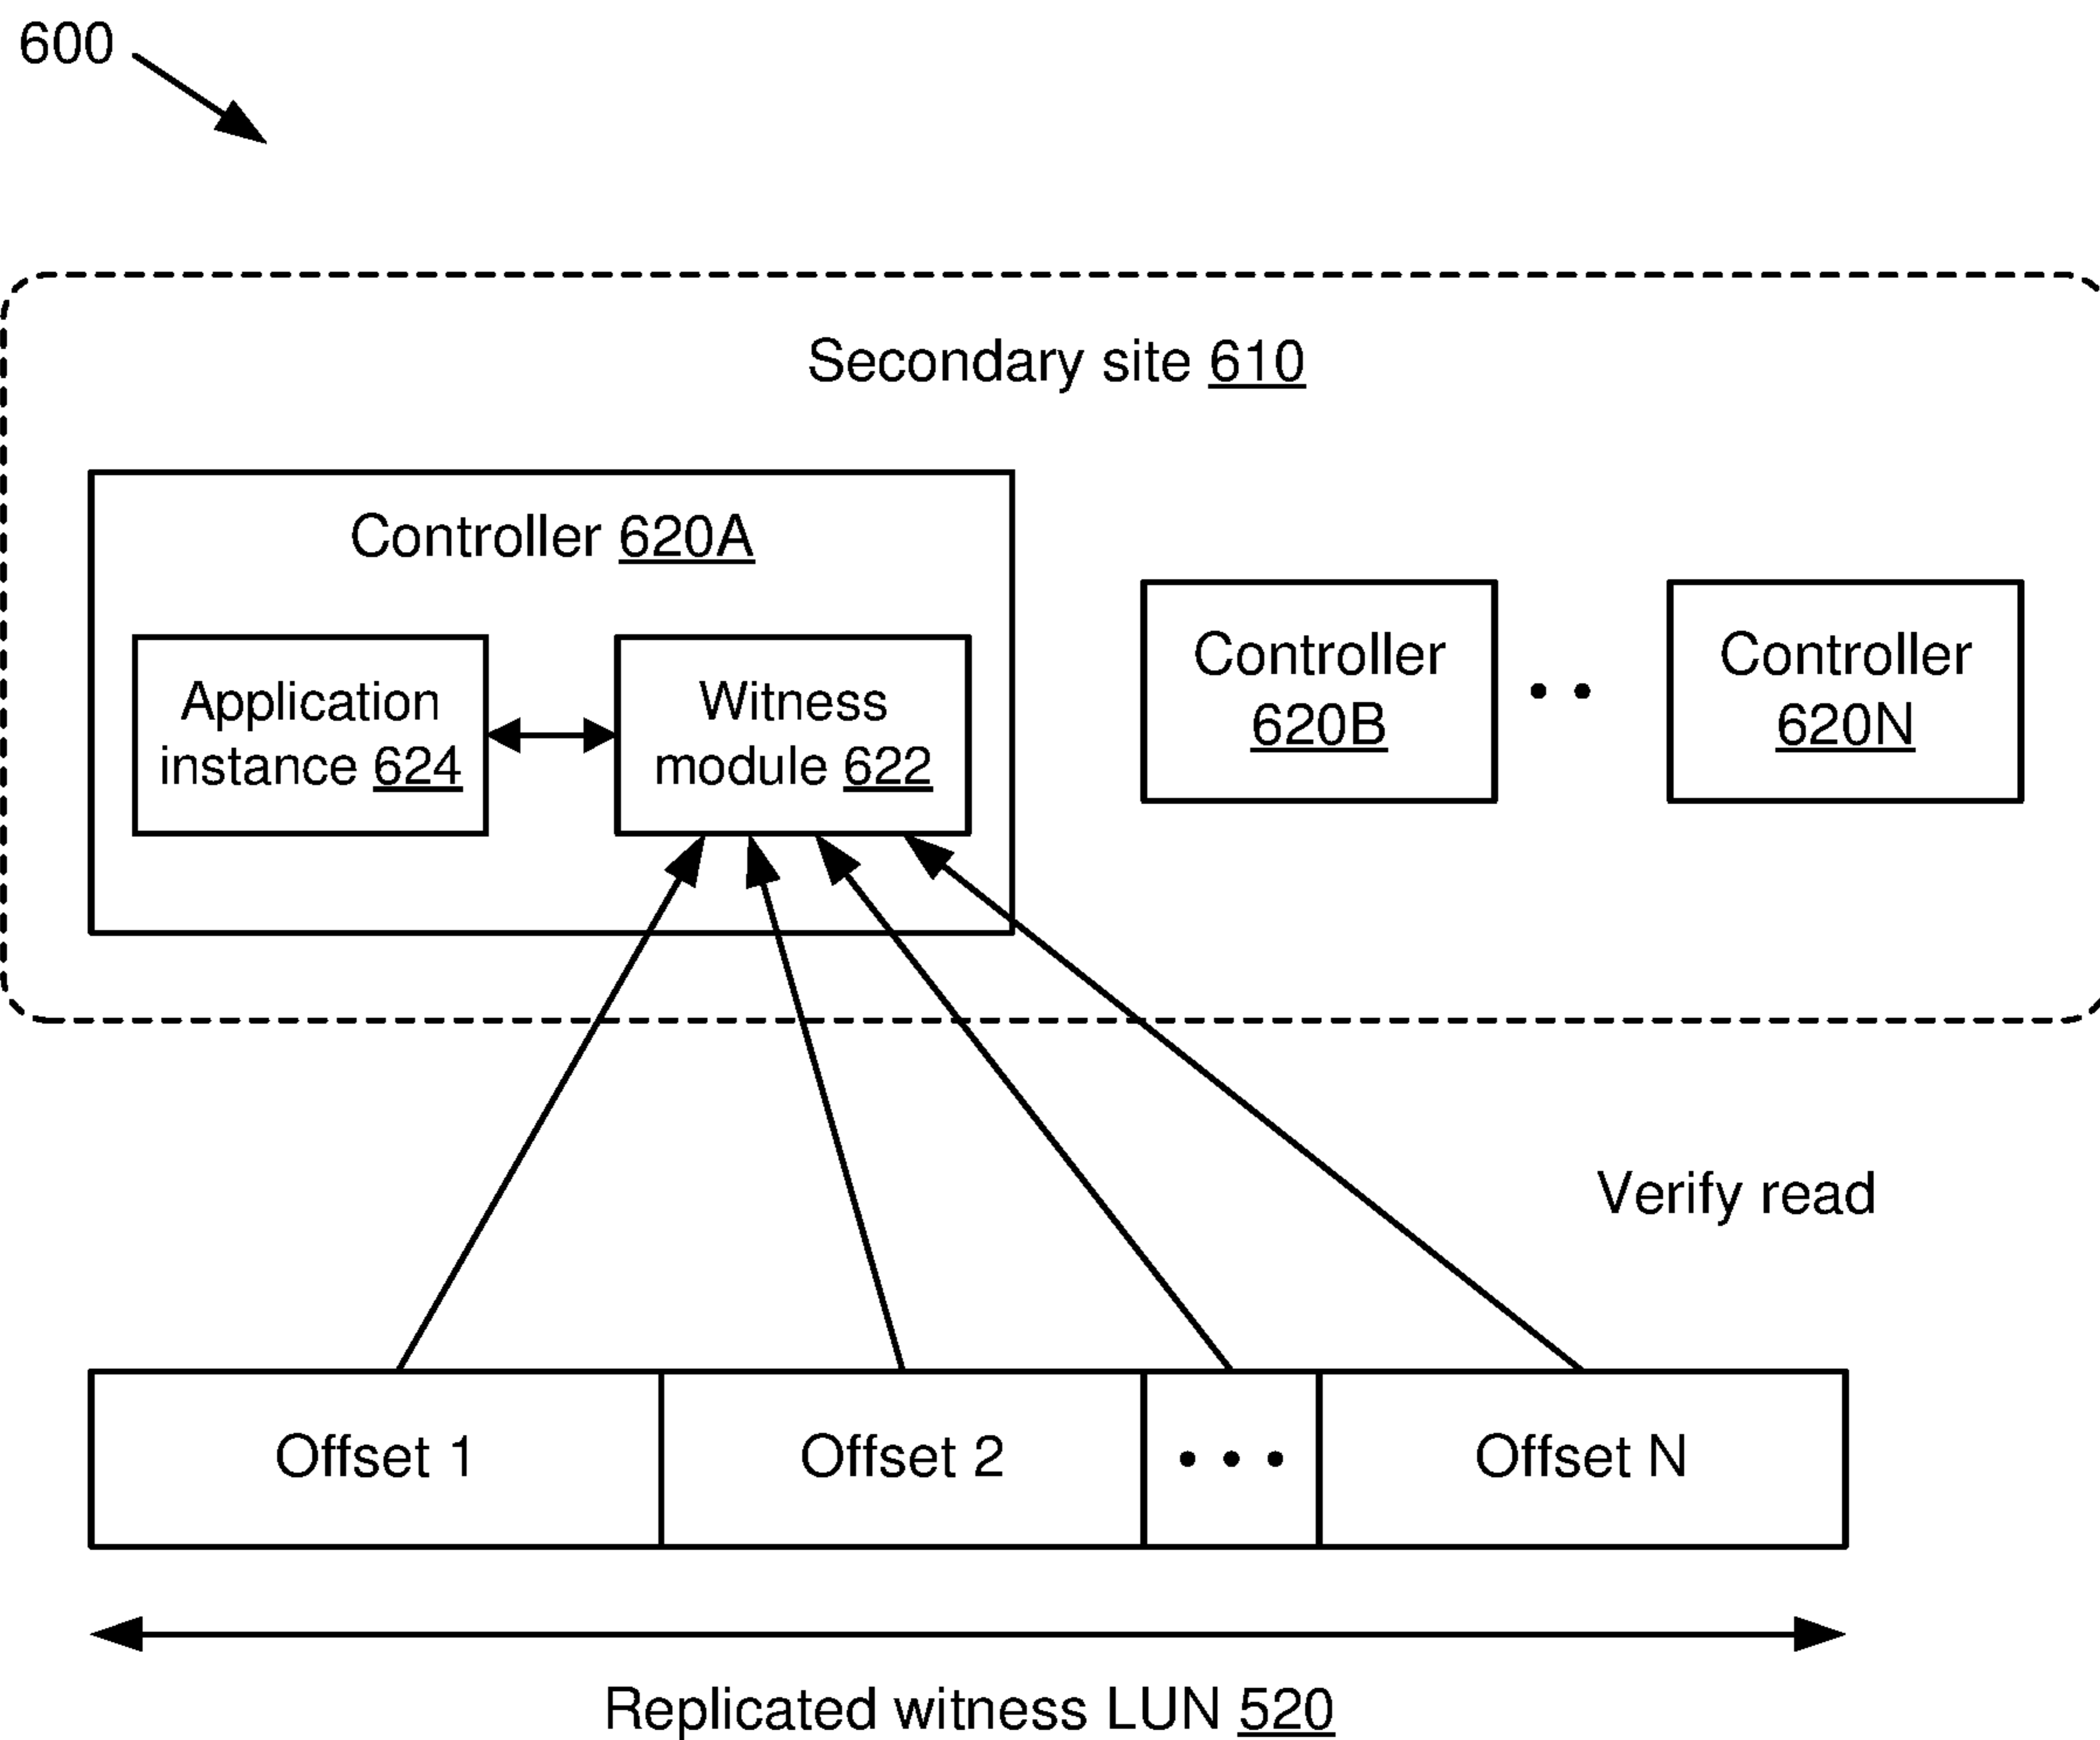 600
Secondary site 610
Controller 620A
Application
instance 624
Witness
module 622
Controller
620B
Controller
620N
Verify read
Offset 1
Offset 2
Offset N
Replicated witness LUN 520